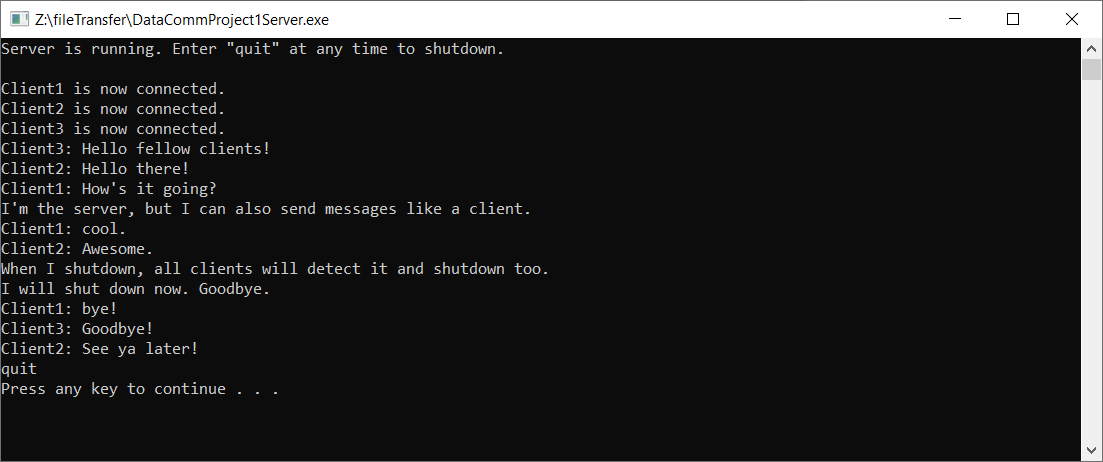 Z:\fileTransfer\DataCommProject1Server.exe
Server is running. Enter "quit" at any time to shutdown.
Client1 is now connected.
Client2 is now connected.
Client3 is now connected.
Client3: Hello fellow clients!
Client2: Hello there!
Client1: How's it going?
I'm the server, but I can also send messages like a client.
Client1: cool.
Client2: Awesome.
When I shutdown, all clients will detect it and shutdown too.
I will shut down now. Goodbye.
Client1: bye!
Client3: Goodbye!
Client2: See ya later!
quit
Press any key to continue . . .